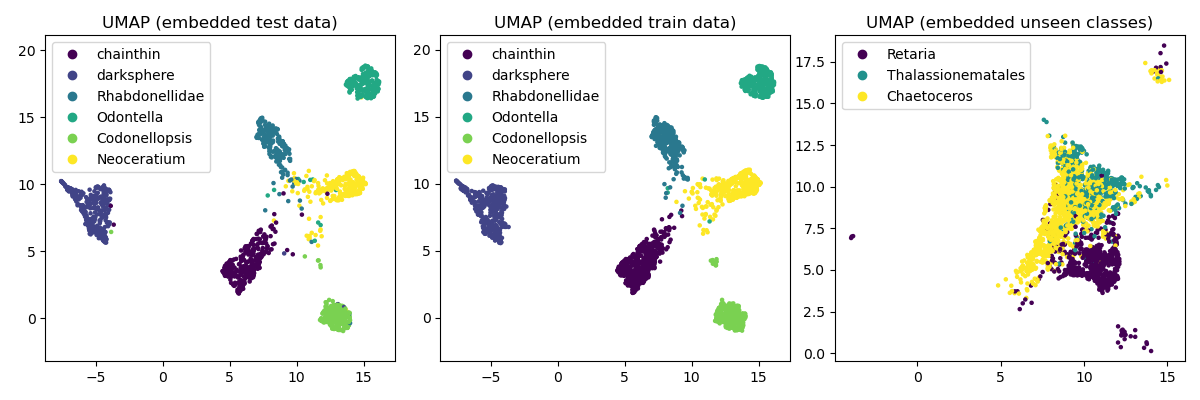 UMAP (embedded test data)
chainthin
darksphere
Rhabdonellidae
Odontella
Codonellopsis
Neoceratium
20
15
10
5
0
−5
0
5
10
15
UMAP (embedded train data)
chainthin
darksphere
Rhabdonellidae
Odontella
Codonellopsis
Neoceratium
20
15
10
5
0
−5
0
5
10
15
UMAP (embedded unseen classes)
Retaria
Thalassionematales
Chaetoceros
17.5
15.0
12.5
10.0
7.5
5.0
2.5
0.0
0
5
10
15